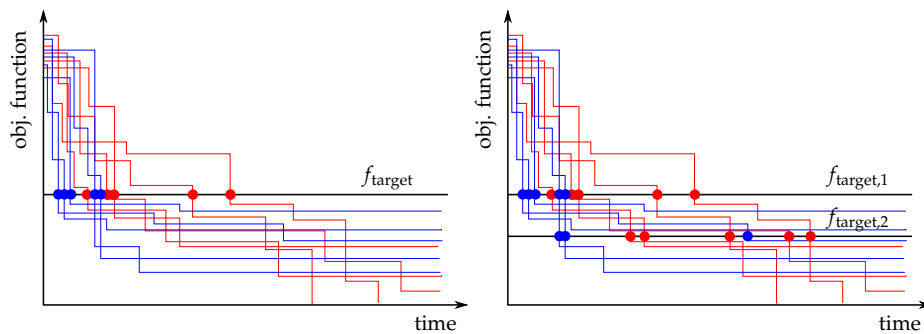 obj. function
f_target
time
obj. function
f_target,1
f_target,2
time